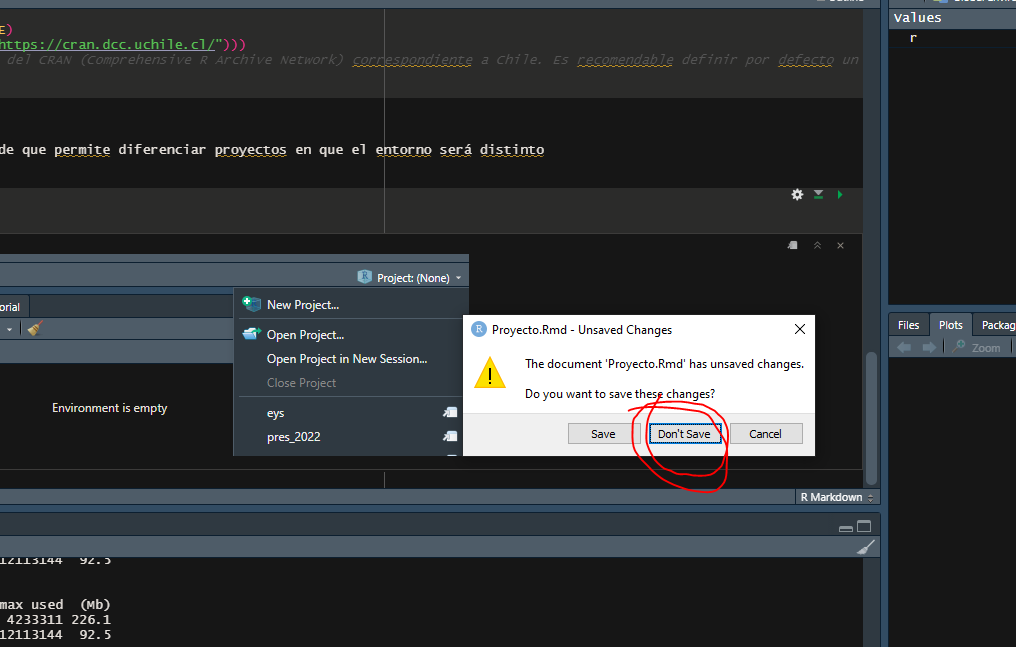 Values
r
E)
https://cran.dcc.uchile.cl/")))
del CRAN (Comprehensive R Archive Network) correspondiente a Chile. Es recomendable definir por defecto un
de que permite diferenciar proyectos en que el entorno será distinto
Project: (None)
orial
New Project...
Open Project...
Open Project in New Session...
Close Project
eys
pres_2022
Environment is empty
R Proyecto.Rmd - Unsaved Changes
The document 'Proyecto.Rmd' has unsaved changes.
Do you want to save these changes?
Save Don't Save Cancel
Files Plots Packag
Zoom
R Markdown
12113144 92.5
max used (Mb)
4233311 226.1
12113144 92.5